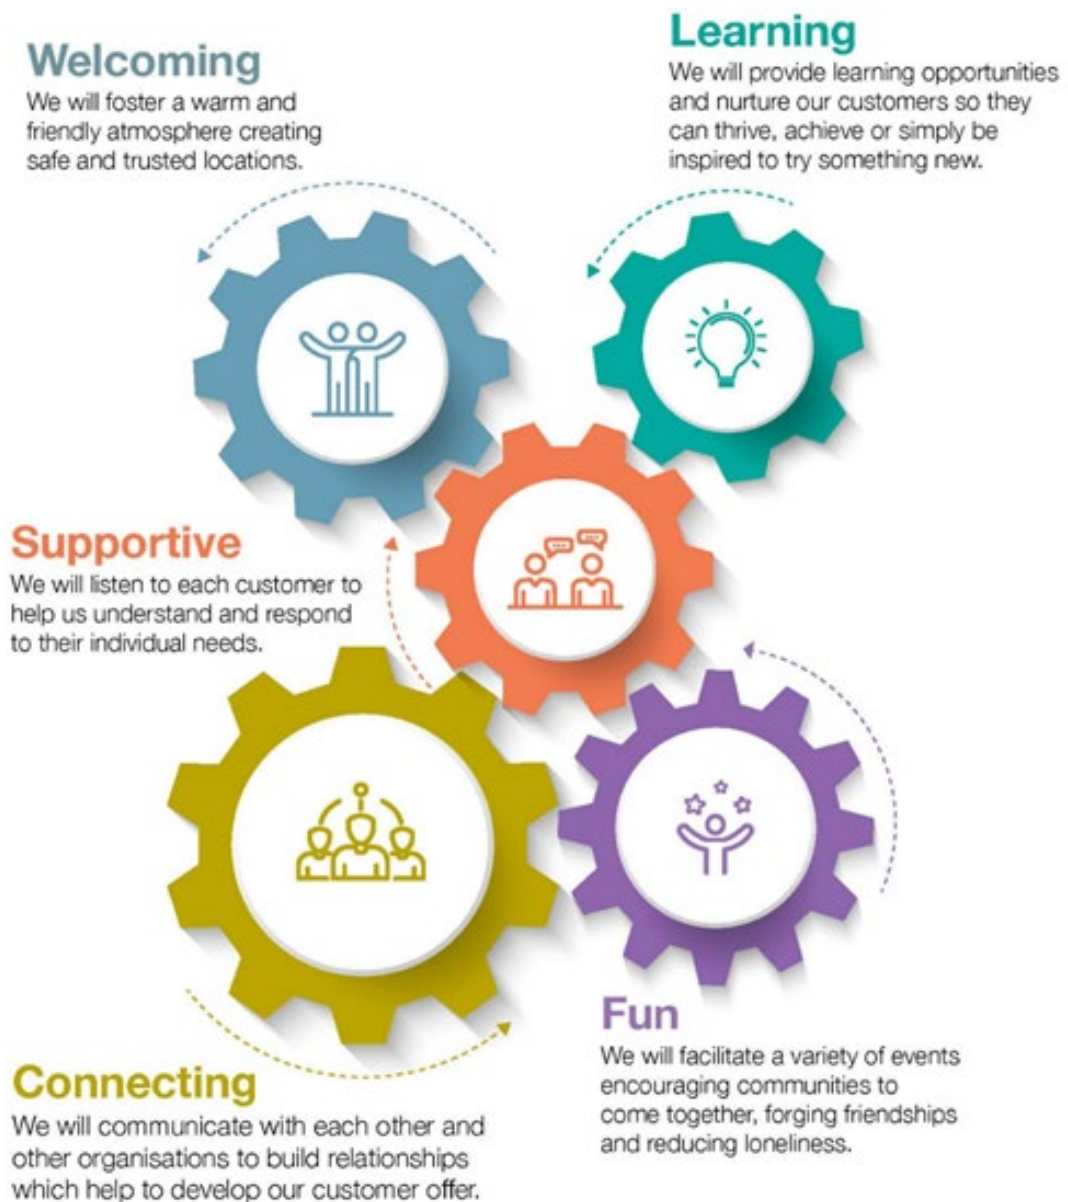 Welcoming
We will foster a warm and
friendly atmosphere creating
safe and trusted locations.
Learning
We will provide learning opportunities
and nurture our customers so they
can thrive, achieve or simply be
inspired to try something new.
Supportive
We will listen to each customer to
help us understand and respond
to their individual needs.
Connecting
We will communicate with each other and
other organisations to build relationships
which help to develop our customer offer.
Fun
We will facilitate a variety of events
encouraging communities to
come together, forging friendships
and reducing loneliness.